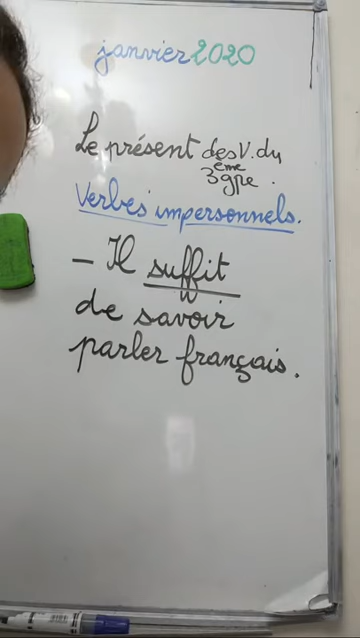 janvier 2020
Le présent des V. du
3ème gpe.
Verbes impersonnels.
- Il suffit
de savoir
parler français.